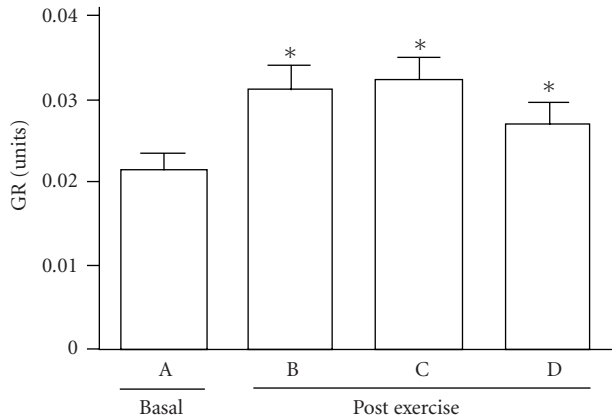 0.04
0.03
0.02
0.01
0
GR (units)
*
*
*
A
B
C
D
Basal
Post exercise